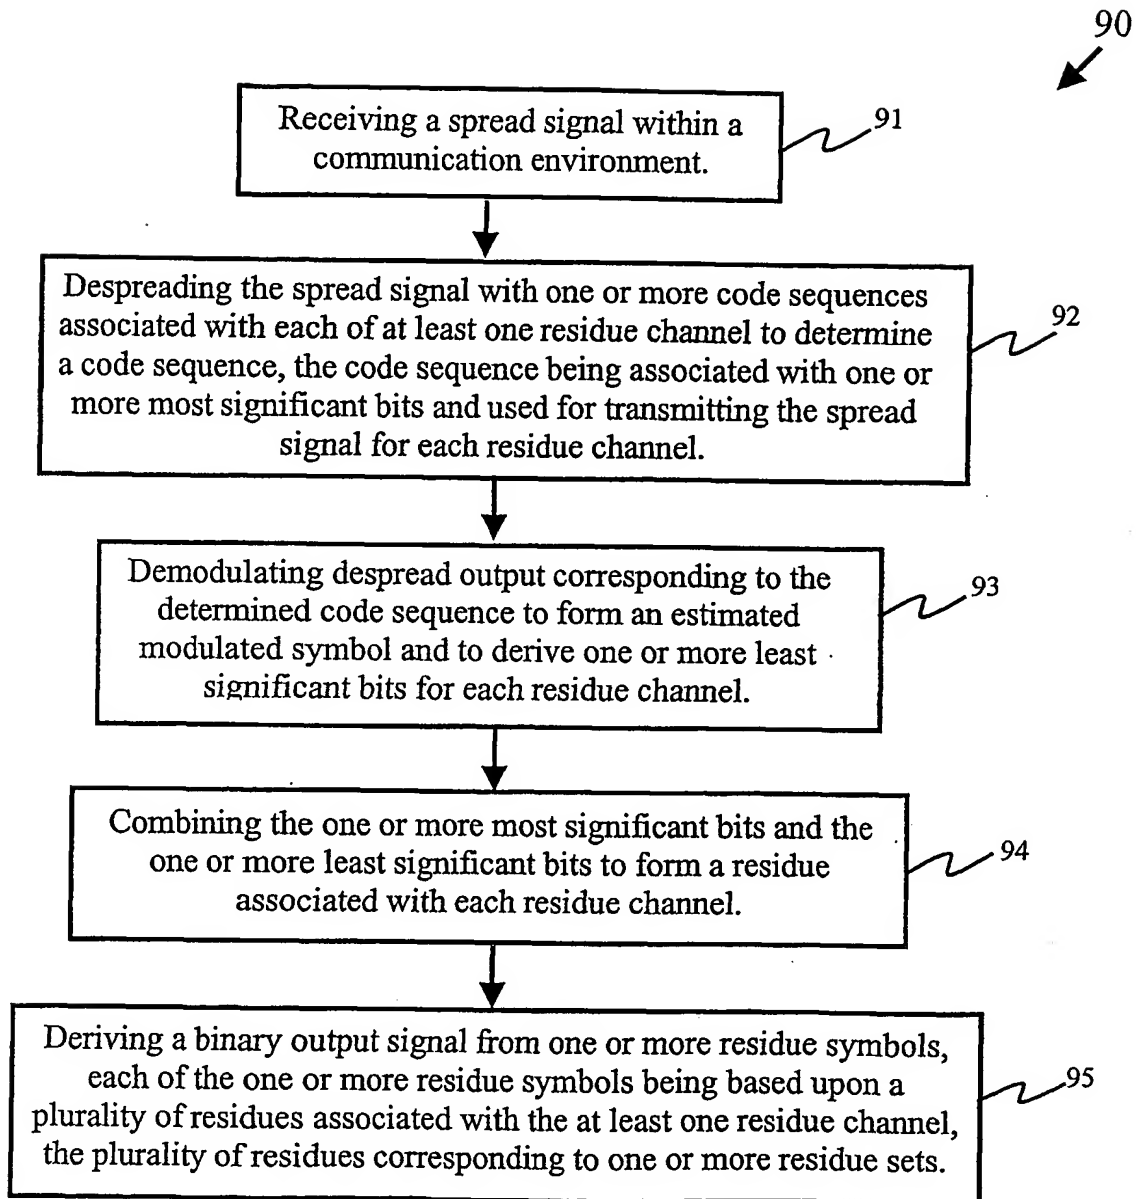 90
Receiving a spread signal within a
communication environment.
91
Despreading the spread signal with one or more code sequences
associated with each of at least one residue channel to determine
a code sequence, the code sequence being associated with one or
more most significant bits and used for transmitting the spread
signal for each residue channel.
92
Demodulating despread output corresponding to the
determined code sequence to form an estimated
modulated symbol and to derive one or more least
significant bits for each residue channel.
93
Combining the one or more most significant bits and the
one or more least significant bits to form a residue
associated with each residue channel.
94
Deriving a binary output signal from one or more residue symbols,
each of the one or more residue symbols being based upon a
plurality of residues associated with the at least one residue channel,
the plurality of residues corresponding to one or more residue sets.
95